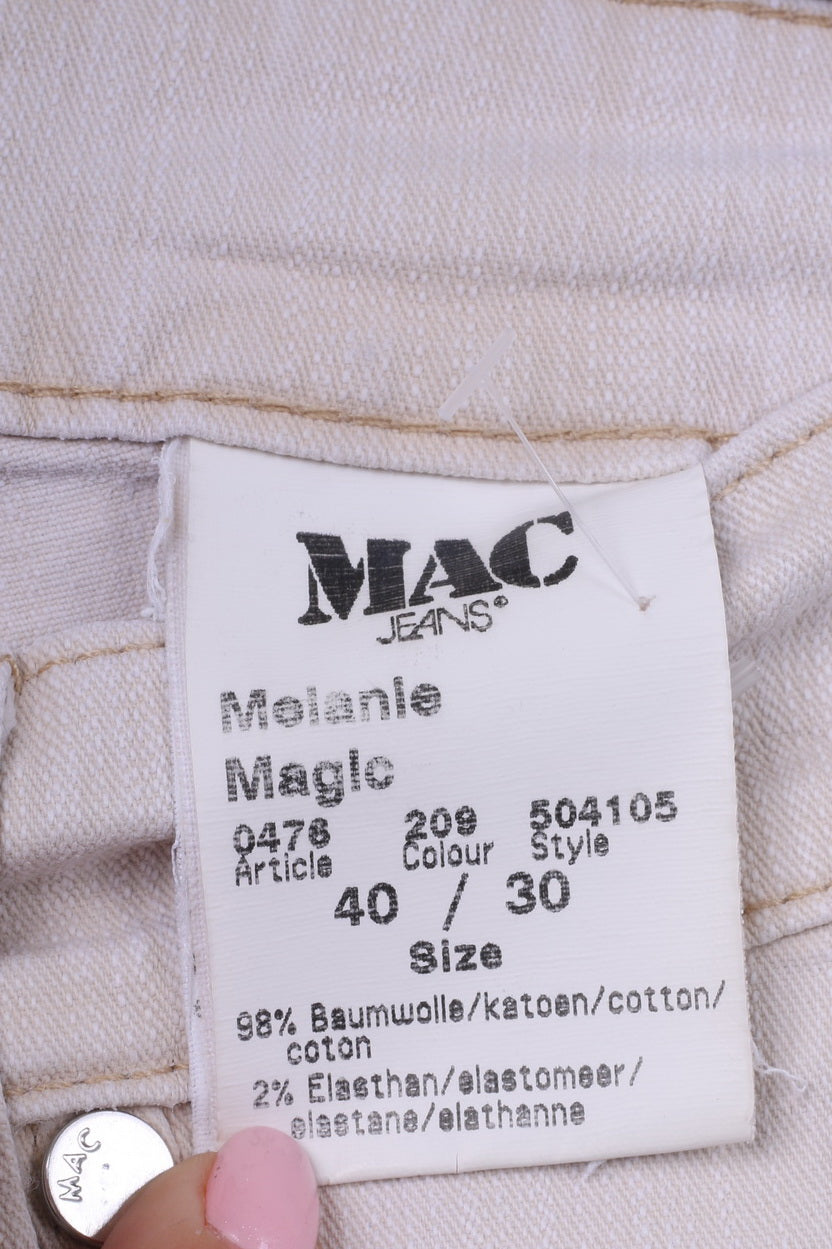 MAC
JEANS®
Melanie
Magic
0476 209 504105
Article Colour Style
40 / 30
Size
98% Baumwolle/katoen/cotton/
coton
2% Elasthan/elastomeer/
elastane/elathanne
MAC